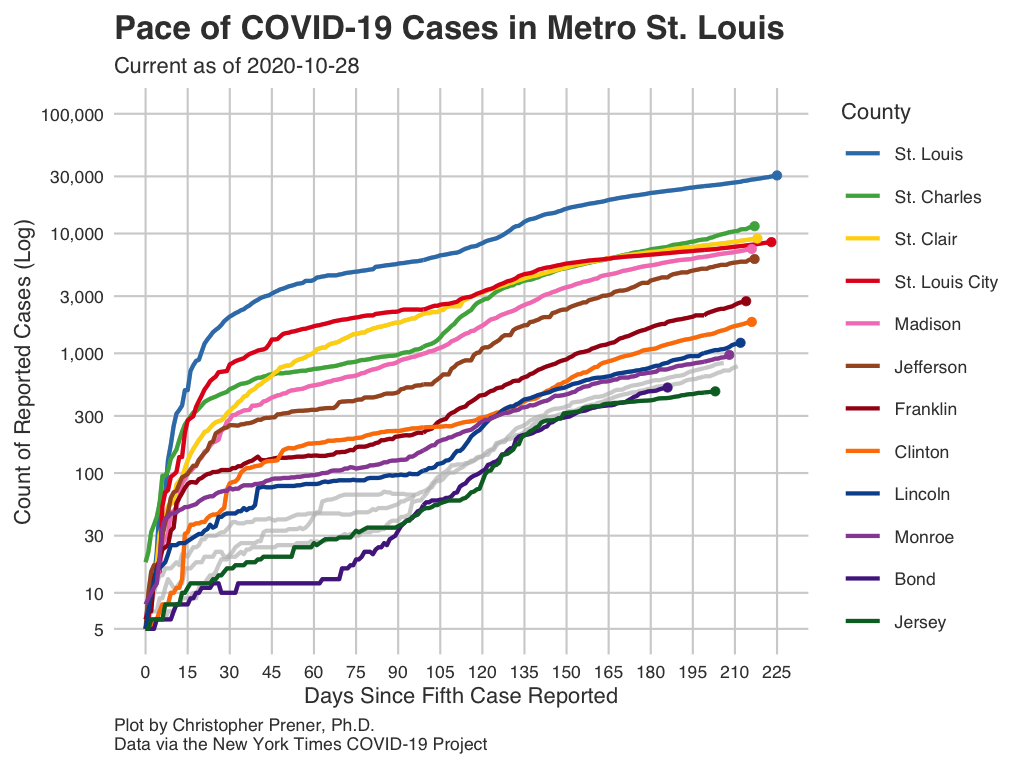 Pace of COVID-19 Cases in Metro St. Louis
Current as of 2020-10-28
Count of Reported Cases (Log)
100,000
30,000
10,000
3,000
1,000
300
100
30
10
5
0 15 30 45 60 75 90 105 120 135 150 165 180 195 210 225
Days Since Fifth Case Reported
County
St. Louis
St. Charles
St. Clair
St. Louis City
Madison
Jefferson
Franklin
Clinton
Lincoln
Monroe
Bond
Jersey
Plot by Christopher Prener, Ph.D.
Data via the New York Times COVID-19 Project